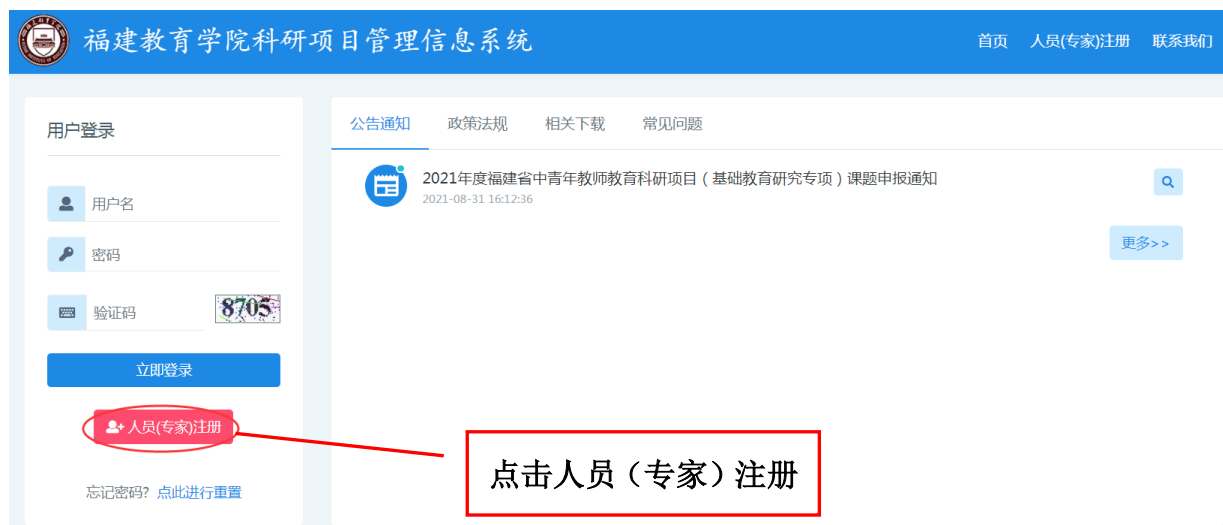 福建教育学院科研项目管理信息系统
首页 人员(专家)注册 联系我们
用户登录
用户名
密码
验证码 8705
立即登录
人员(专家)注册
忘记密码? 点此进行重置
公告通知 政策法规 相关下载 常见问题
2021年度福建省中青年教师教育科研项目（基础教育研究专项）课题申报通知
2021-08-31 16:12:36
更多>>
点击人员（专家）注册